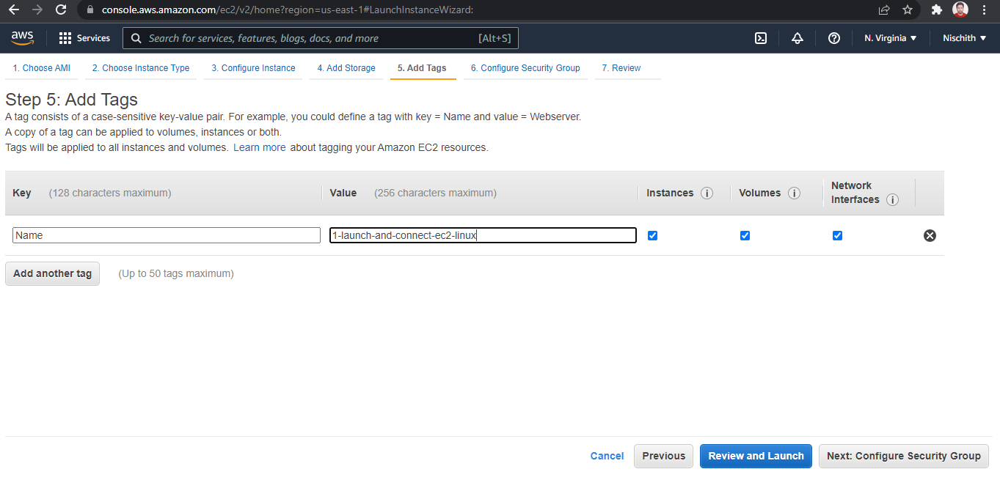 console.aws.amazon.com/ec2/v2/home?region=us-east-1#LaunchInstanceWizard:
aws Services Search for services, features, blogs, docs, and more [Alt+S] N. Virginia Nischith
1. Choose AMI 2. Choose Instance Type 3. Configure Instance 4. Add Storage 5. Add Tags 6. Configure Security Group 7. Review
Step 5: Add Tags
A tag consists of a case-sensitive key-value pair. For example, you could define a tag with key = Name and value = Webserver.
A copy of a tag can be applied to volumes, instances or both.
Tags will be applied to all instances and volumes. Learn more about tagging your Amazon EC2 resources.
Key (128 characters maximum) Value (256 characters maximum) Instances Volumes Network Interfaces
Name 1-launch-and-connect-ec2-linux
Add another tag (Up to 50 tags maximum)
Cancel Previous Review and Launch Next: Configure Security Group